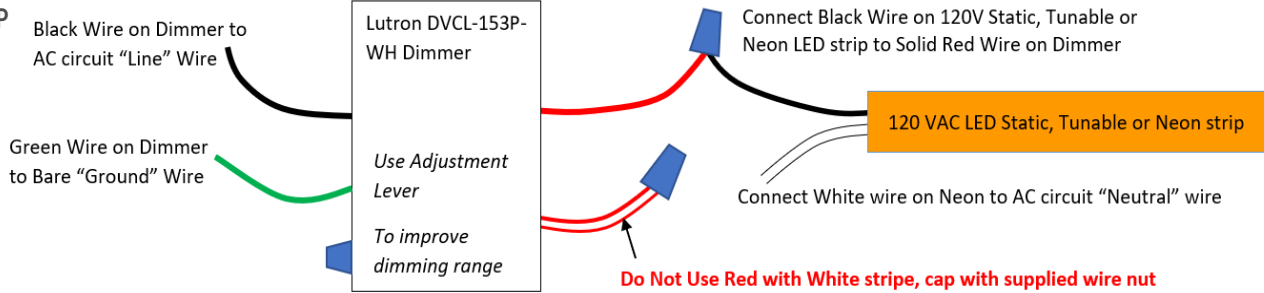 P
Black Wire on Dimmer to
AC circuit “Line” Wire
Lutron DVCL-153P-
WH Dimmer
Connect Black Wire on 120V Static, Tunable or
Neon LED strip to Solid Red Wire on Dimmer
120 VAC LED Static, Tunable or Neon strip
Green Wire on Dimmer
to Bare “Ground” Wire
Use Adjustment
Lever
To improve
dimming range
Connect White wire on Neon to AC circuit “Neutral” wire
Do Not Use Red with White stripe, cap with supplied wire nut